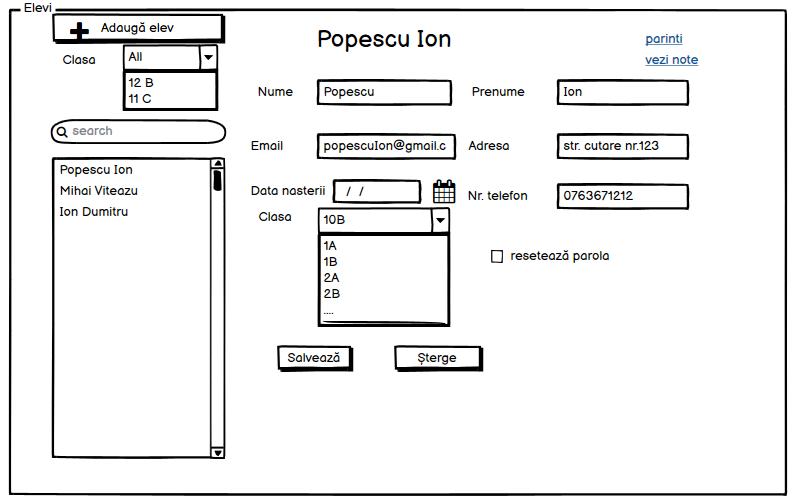 Elevi
Adaugă elev
Clasa
All
12 B
11 C
search
Popescu Ion
Mihai Viteazu
Ion Dumitru
Popescu Ion
parinti
vezi note
Nume
Popescu
Prenume
Ion
Email
popescuIon@gmail.c
Adresa
str. cutare nr.123
Data nasterii
/ /
Nr. telefon
0763671212
Clasa
10B
1A
1B
2A
2B
....
resetează parola
Salvează
Șterge